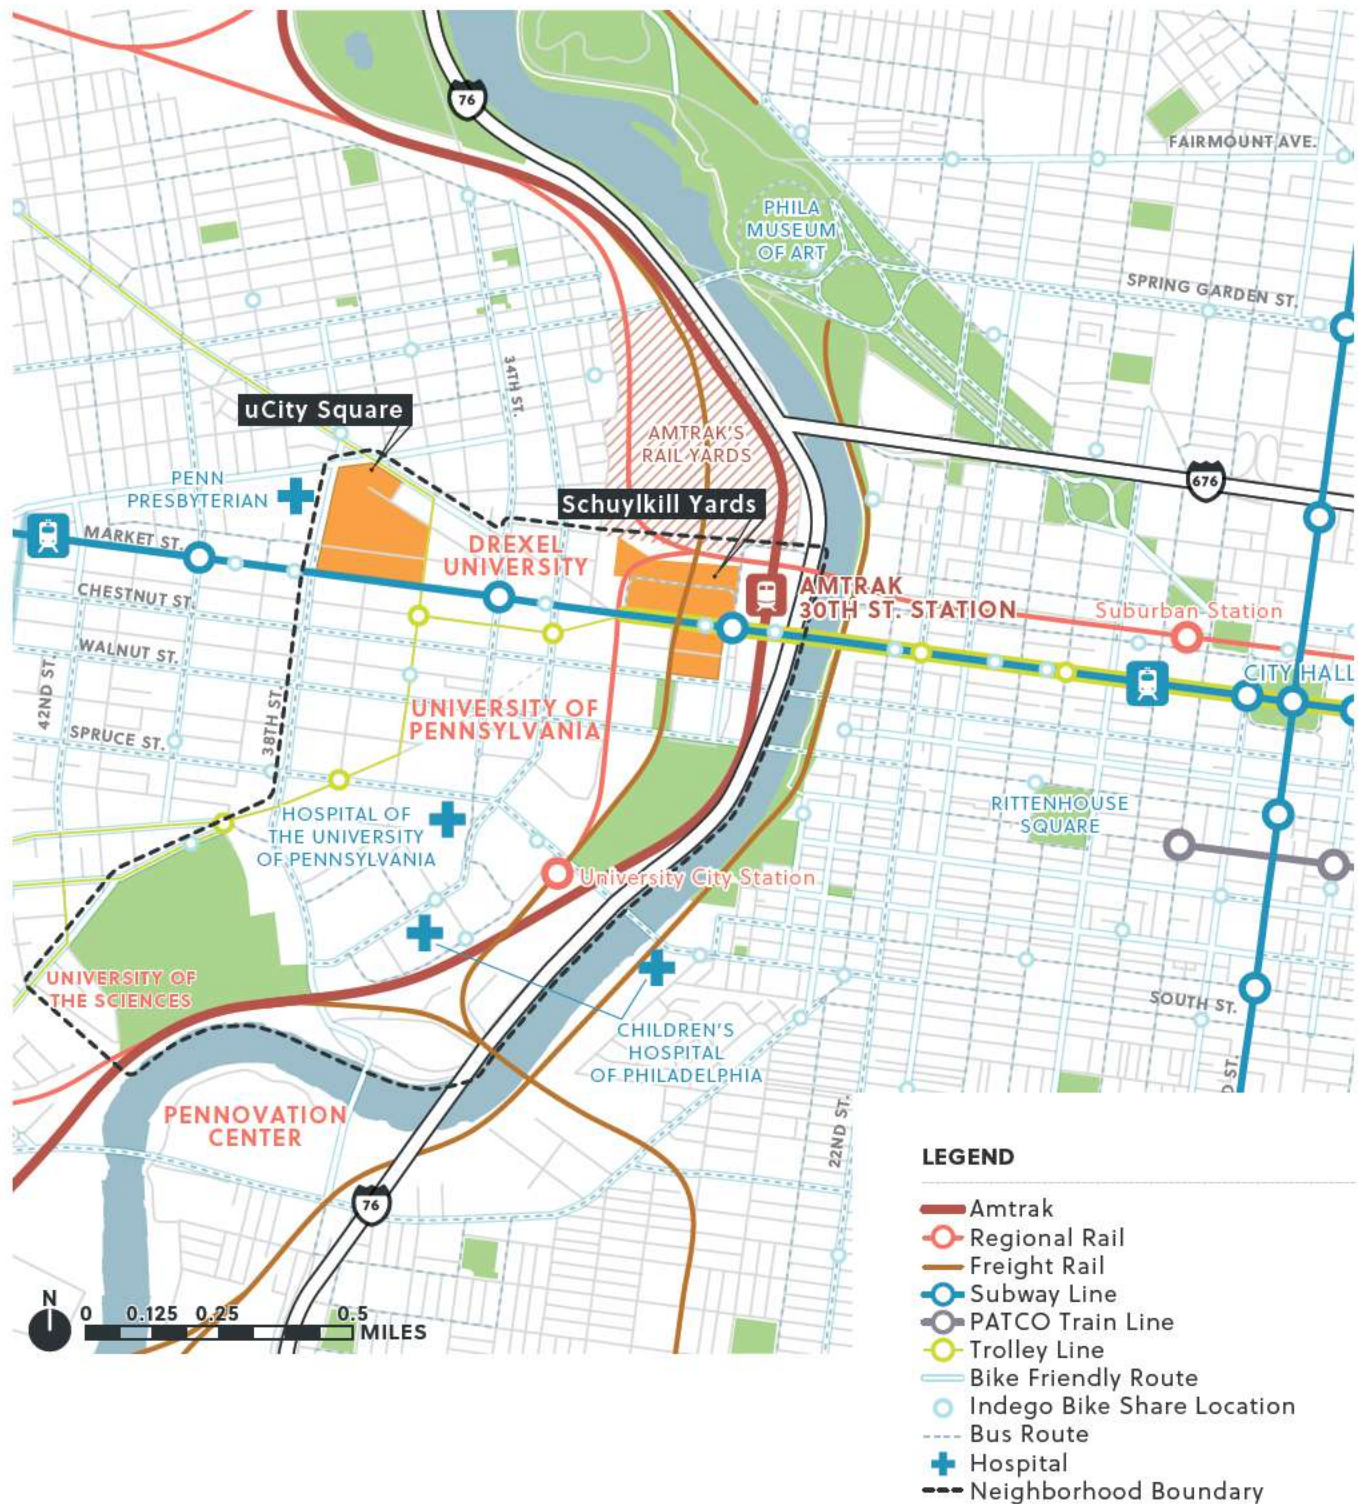 76
FAIRMOUNT AVE.
PHILA
MUSEUM
OF ART
SPRING GARDEN ST.
34TH ST.
uCity Square
AMTRAK'S
RAIL YARDS
PENN
PRESBYTERIAN
676
Schuylkill Yards
MARKET ST.
DREXEL
UNIVERSITY
AMTRAK
30TH ST. STATION
CHESTNUT ST.
Suburban Station
WALNUT ST.
CITY HALL
42ND ST.
38TH ST.
UNIVERSITY OF
PENNSYLVANIA
SPRUCE ST.
RITTENHOUSE
SQUARE
HOSPITAL OF
THE UNIVERSITY
OF PENNSYLVANIA
University City Station
UNIVERSITY OF
THE SCIENCES
SOUTH ST.
CHILDREN'S
HOSPITAL
OF PHILADELPHIA
D ST.
PENNOVATION
CENTER
22ND ST.
76
N
0 0.125 0.25 0.5
MILES
LEGEND
Amtrak
Regional Rail
Freight Rail
Subway Line
PATCO Train Line
Trolley Line
Bike Friendly Route
Indego Bike Share Location
Bus Route
Hospital
Neighborhood Boundary